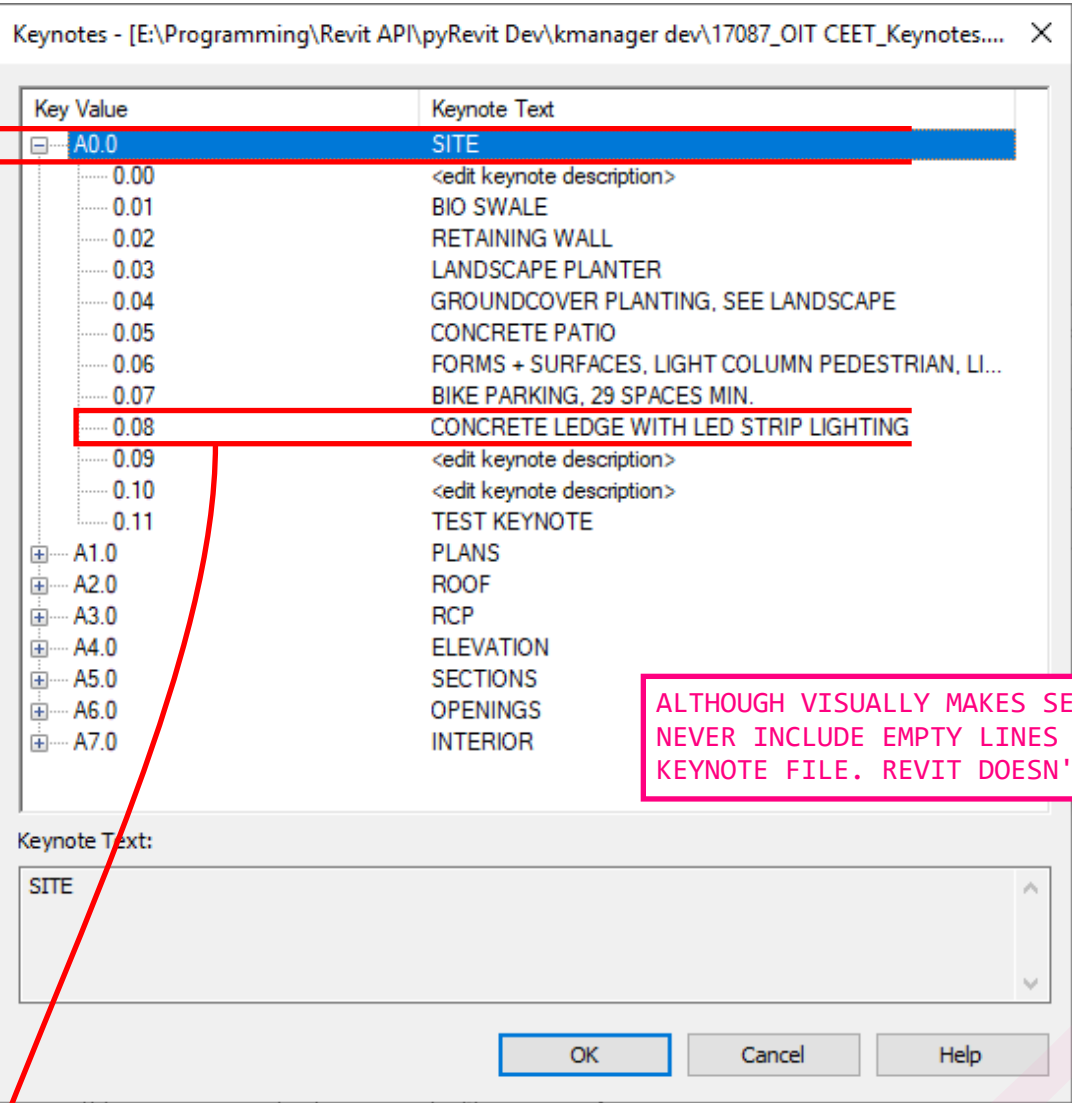 Keynotes - [E:\Programming\Revit API\pyRevit Dev\kmanager dev\17087_OIT CEET_Keynotes....
Key Value Keynote Text
A0.0 SITE
0.00 <edit keynote description>
0.01 BIO SWALE
0.02 RETAINING WALL
0.03 LANDSCAPE PLANTER
0.04 GROUNDCOVER PLANTING, SEE LANDSCAPE
0.05 CONCRETE PATIO
0.06 FORMS + SURFACES, LIGHT COLUMN PEDESTRIAN, LI...
0.07 BIKE PARKING, 29 SPACES MIN.
0.08 CONCRETE LEDGE WITH LED STRIP LIGHTING
0.09 <edit keynote description>
0.10 <edit keynote description>
0.11 TEST KEYNOTE
A1.0 PLANS
A2.0 ROOF
A3.0 RCP
A4.0 ELEVATION
A5.0 SECTIONS
A6.0 OPENINGS
A7.0 INTERIOR
ALTHOUGH VISUALLY MAKES SE
NEVER INCLUDE EMPTY LINES
KEYNOTE FILE. REVIT DOESN'
Keynote Text:
SITE
OK Cancel Help